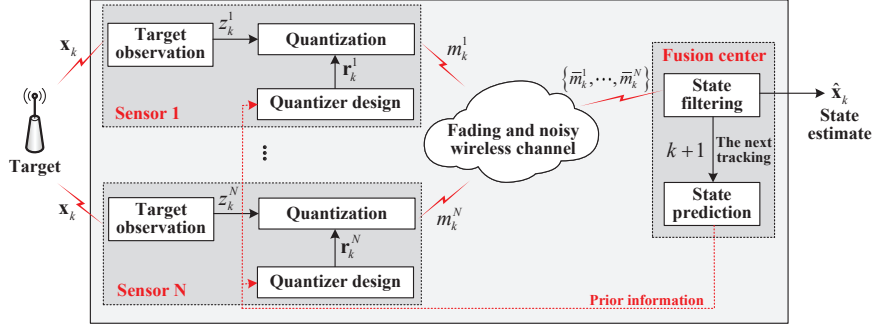 Target observation
z_k^1
Quantization
x_k
r_k^1
m_k^1
Sensor 1
Quantizer design
Target
Fading and noisy
wireless channel
{m̄_k^1, ⋯, m̄_k^N}
Fusion center
State
filtering
x̂_k
State
estimate
k + 1
The next
tracking
State
prediction
x_k
Target observation
z_k^N
Quantization
r_k^N
m_k^N
Sensor N
Quantizer design
Prior information